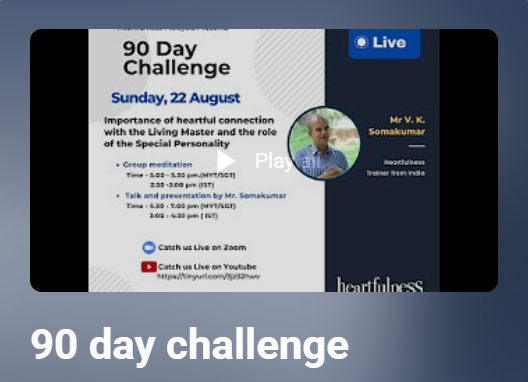 90 Day
Challenge
Live
Sunday, 22 August
Importance of heartful connection
with the Living Master and the role
of the Special Personality
Mr V. K.
Somakumar
Heartfulness
Trainer from India
Play
• Group meditation
Time - 5.00 - 5.30 pm(MYT/SGT)
2:30 -3:00 pm (IST)
• Talk and presentation by Mr. Somakumar
Time - 5.30 - 7.00 pm (MYT/SGT)
3:00 - 4:30 pm ( IST)
Catch us Live on Zoom
Catch us Live on Youtube
heartfulness
90 day challenge